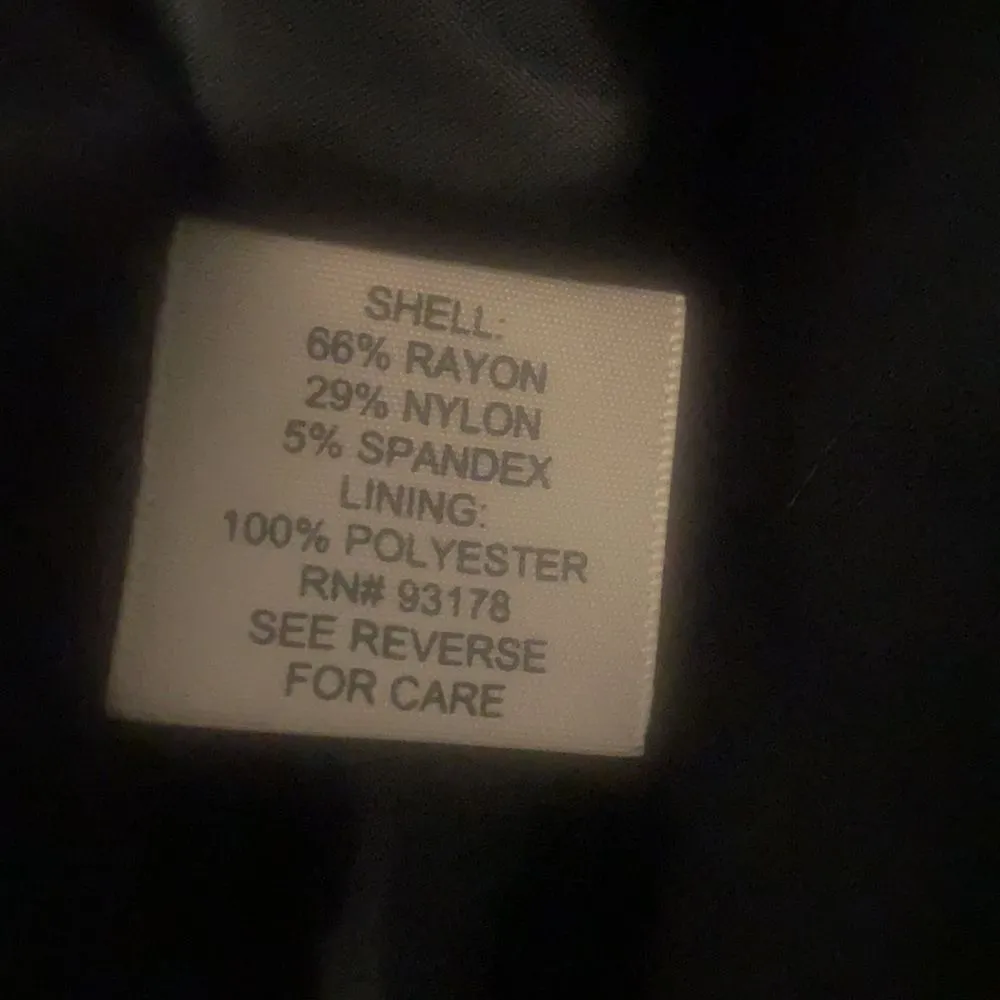 SHELL:
66% RAYON
29% NYLON
5% SPANDEX
LINING:
100% POLYESTER
RN# 93178
SEE REVERSE
FOR CARE